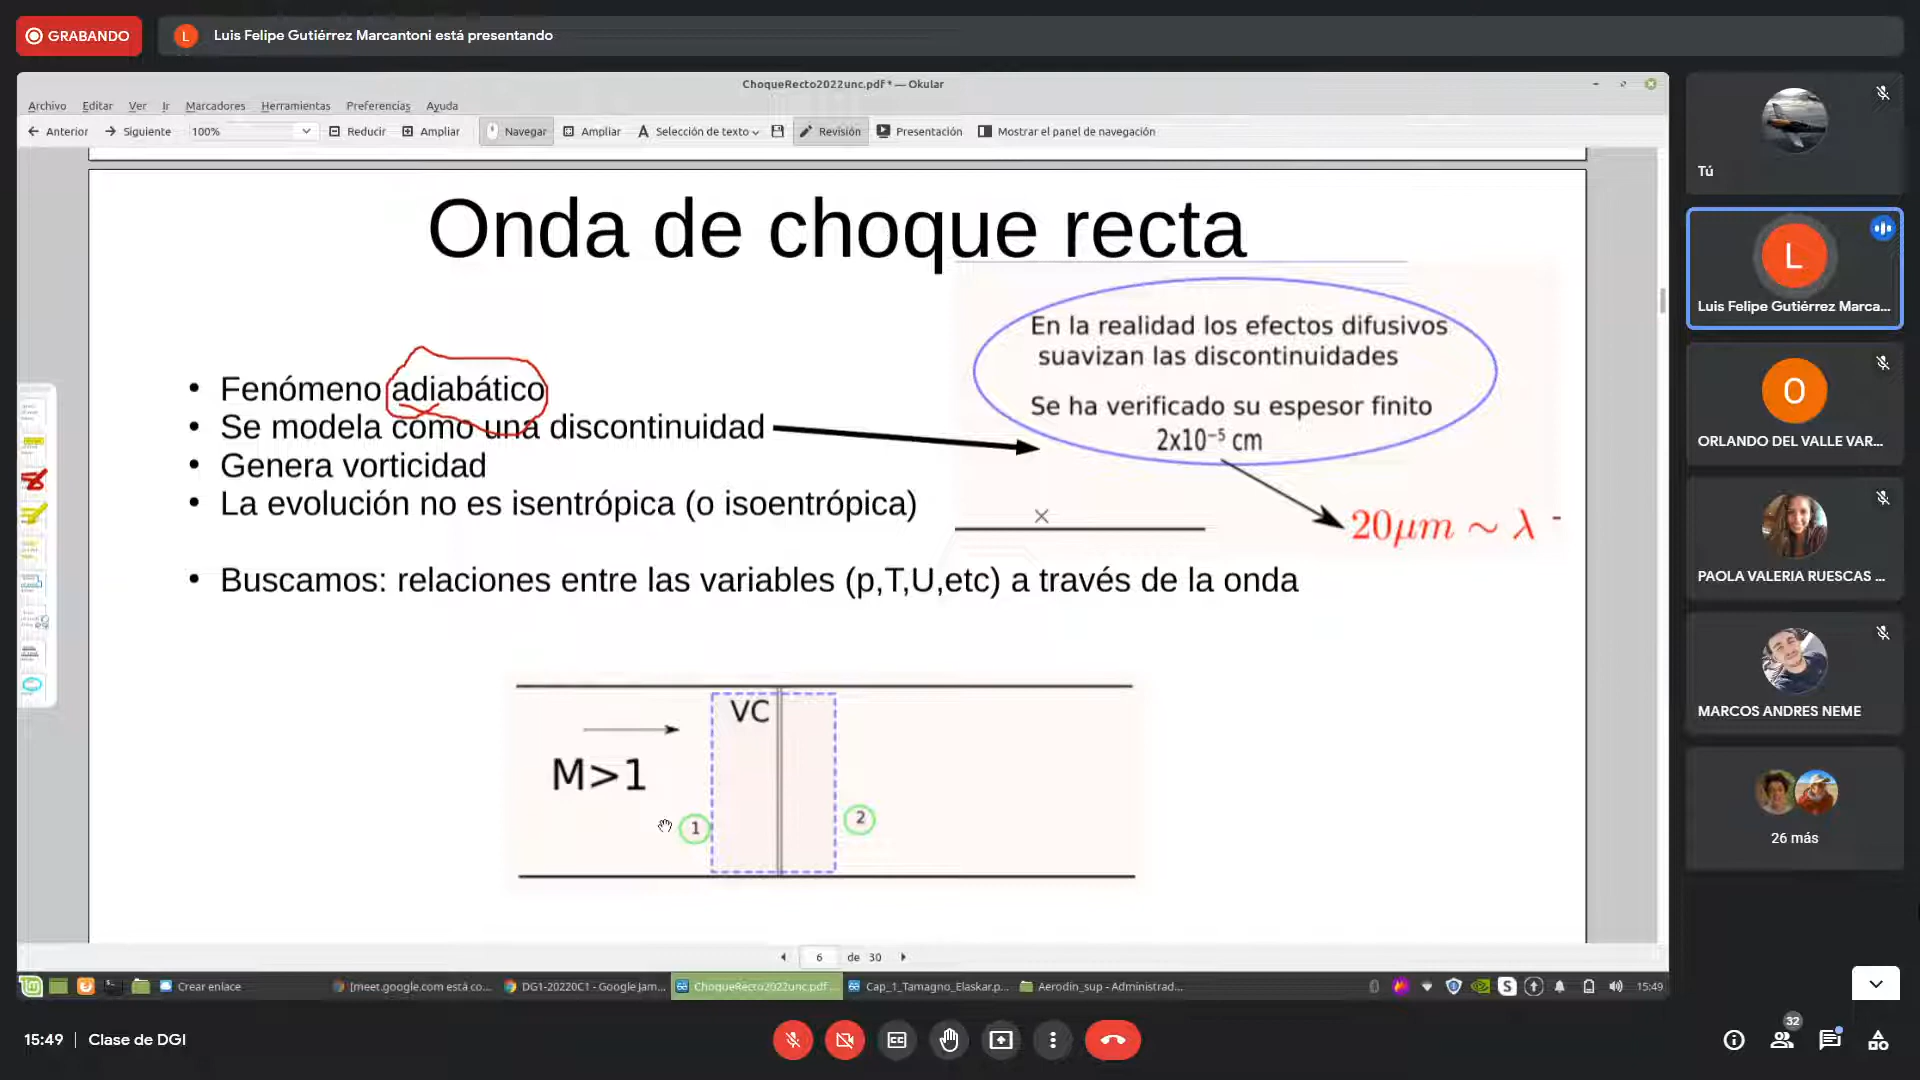 GRABANDO
L
Luis Felipe Gutiérrez Marcantoni está presentando
ChoqueRecto2022unc.pdf * — Okular
Archivo Editar Ver Ir Marcadores Herramientas Preferencias Ayuda
Anterior Siguiente 100% Reducir Ampliar Navegar Ampliar Selección de texto Revisión Presentación Mostrar el panel de navegación
Onda de choque recta
• Fenómeno adiabático
• Se modela como una discontinuidad
• Genera vorticidad
• La evolución no es isentrópica (o isoentrópica)
• Buscamos: relaciones entre las variables (p,T,U,etc) a través de la onda
En la realidad los efectos difusivos
suavizan las discontinuidades
Se ha verificado su espesor finito
2x10⁻⁵ cm
20μm ~ λ -
VC
M>1
1
2
6 de 30
Crear enlace [meet.google.com está co... DG1-20220C1 - Google Jam... ChoqueRecto2022unc.pdf ... Cap_1_Tamagno_Elaskar.p... Aerodin_sup - Administrad... S 15:49
Tú
L
Luis Felipe Gutiérrez Marca...
O
ORLANDO DEL VALLE VAR...
PAOLA VALERIA RUESCAS ...
MARCOS ANDRES NEME
26 más
15:49 | Clase de DGI
32